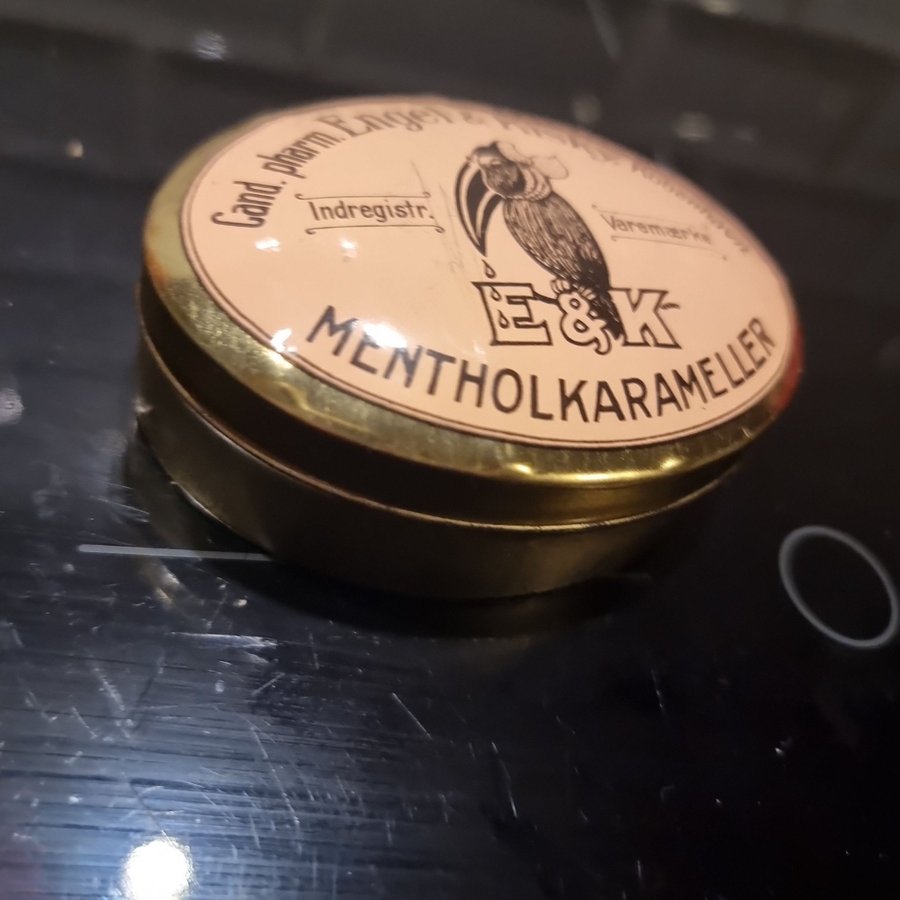 Cand. pharm. Engel &
Indregistr.
Varemærke
E&K
MENTHOLKARAMELLER